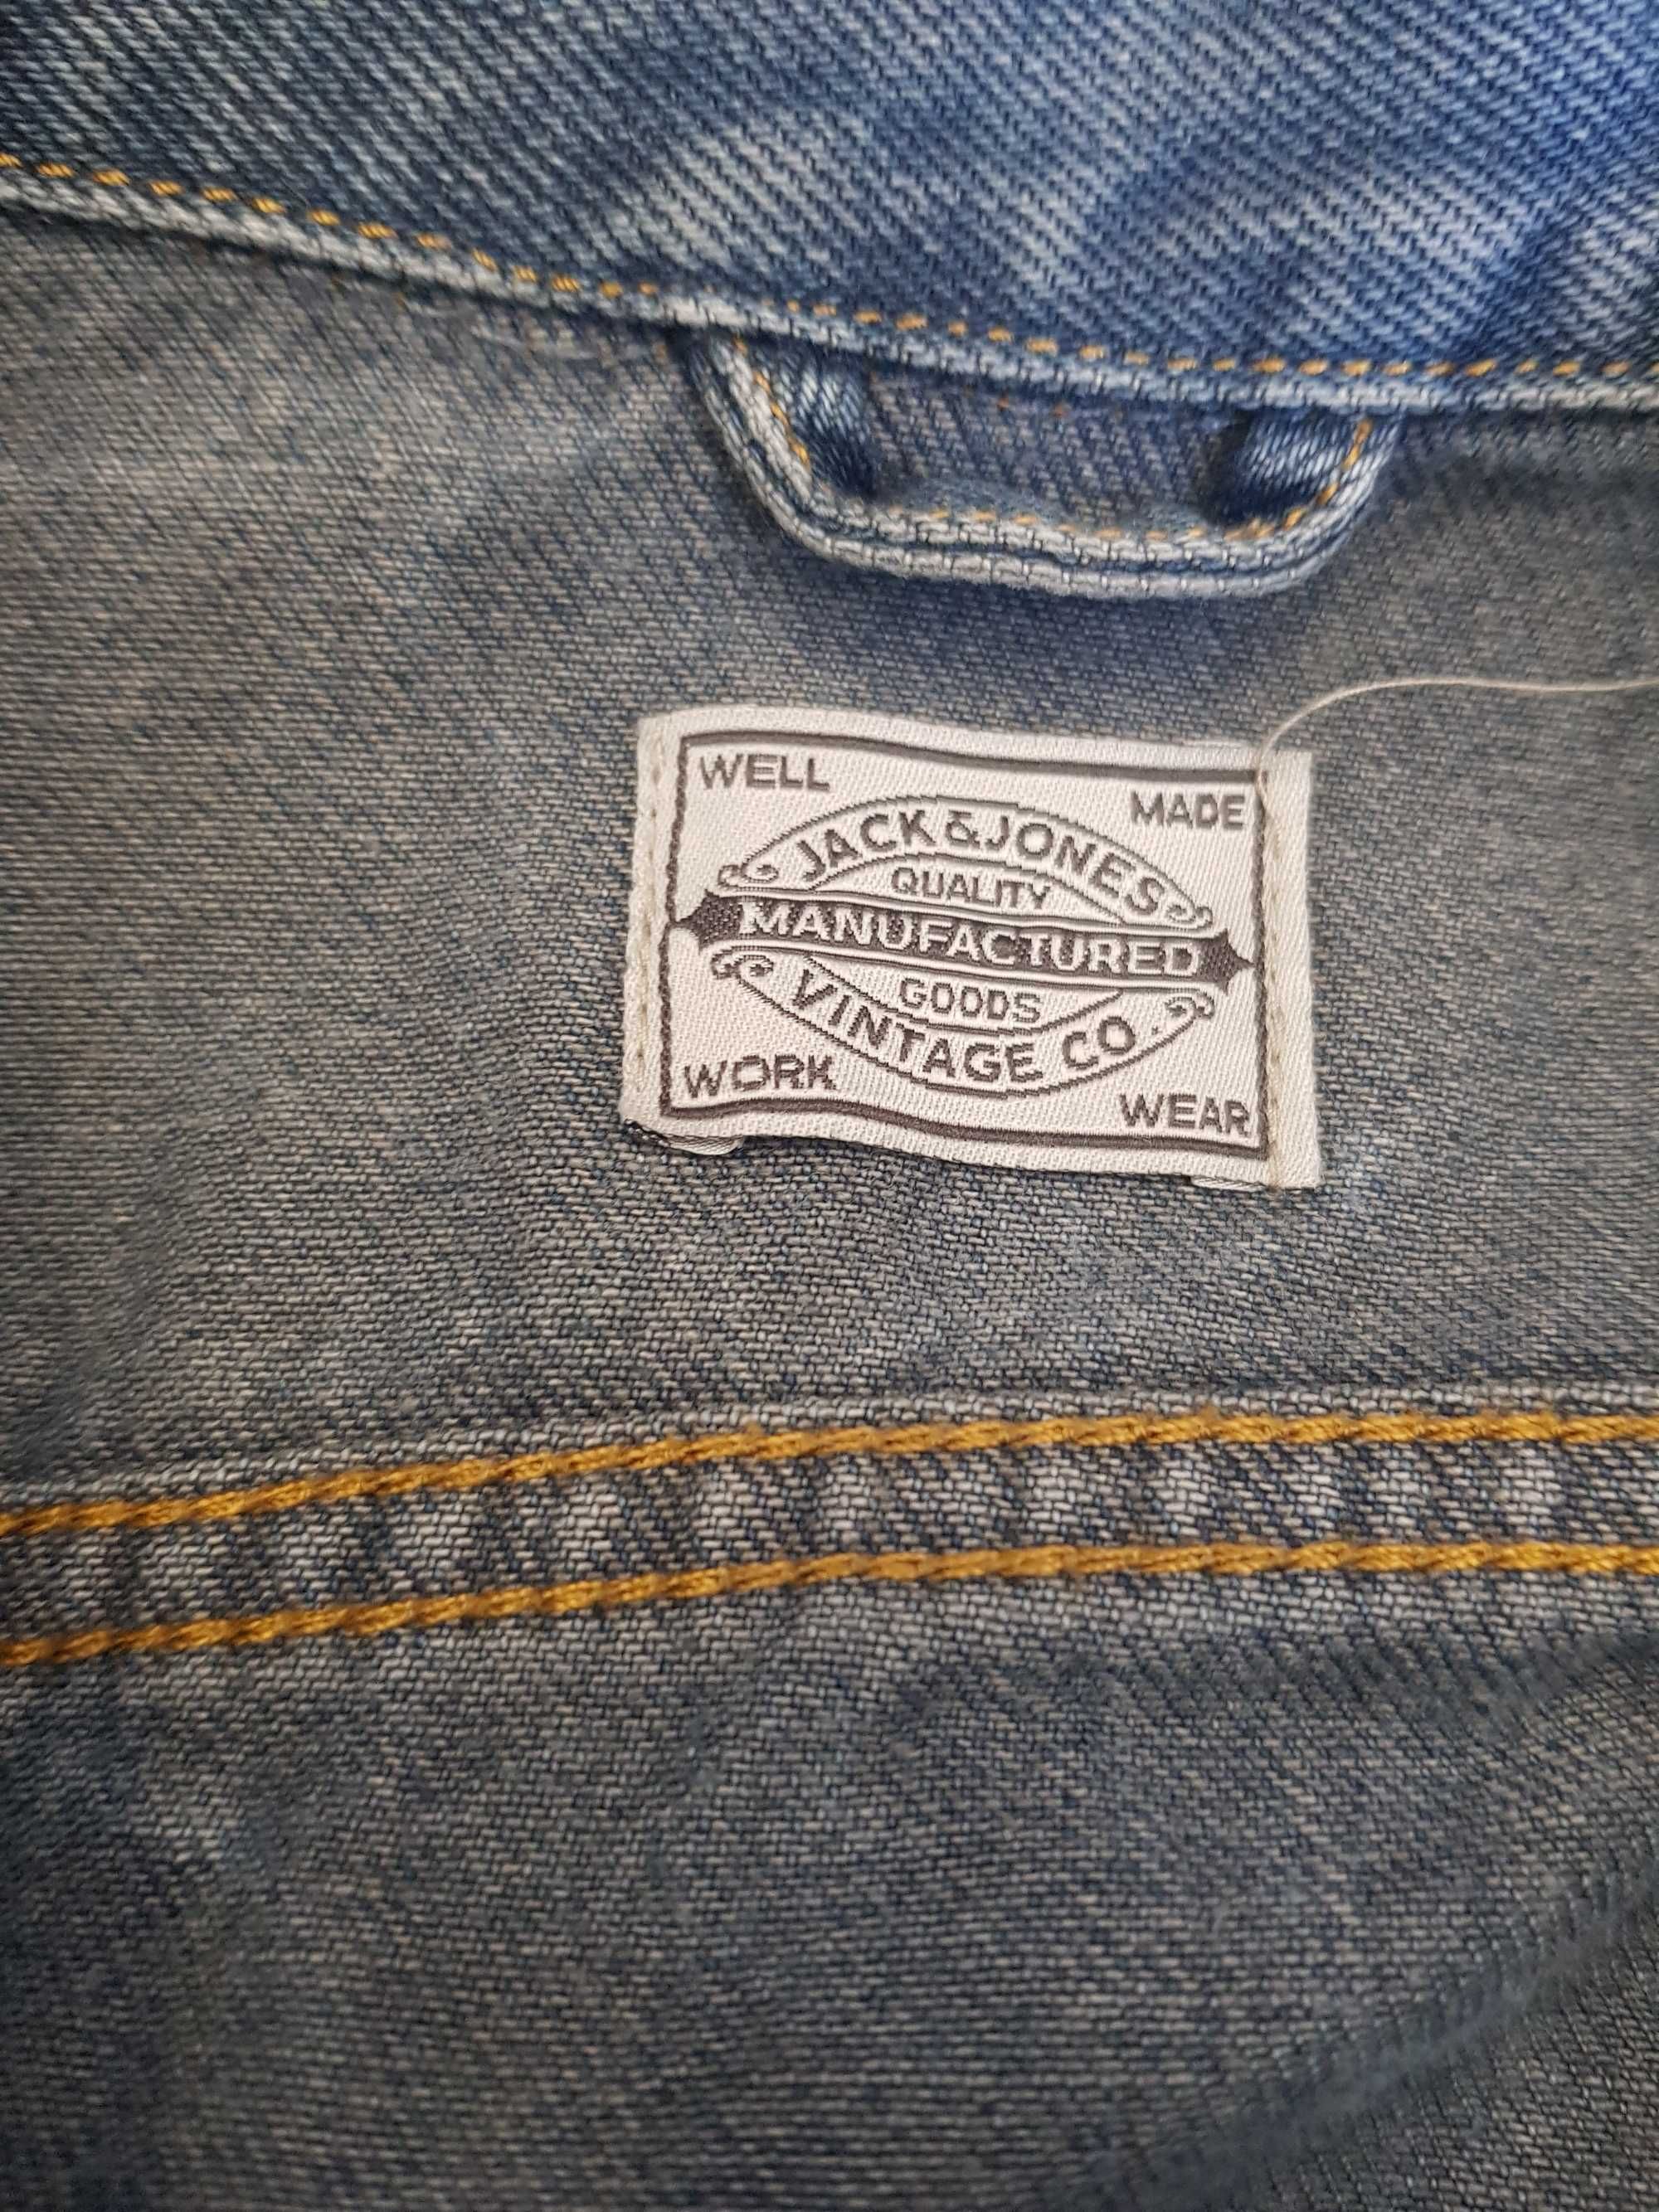 WELL MADE
JACK & JONES
QUALITY
MANUFACTURED
GOODS
VINTAGE CO.
WORK WEAR